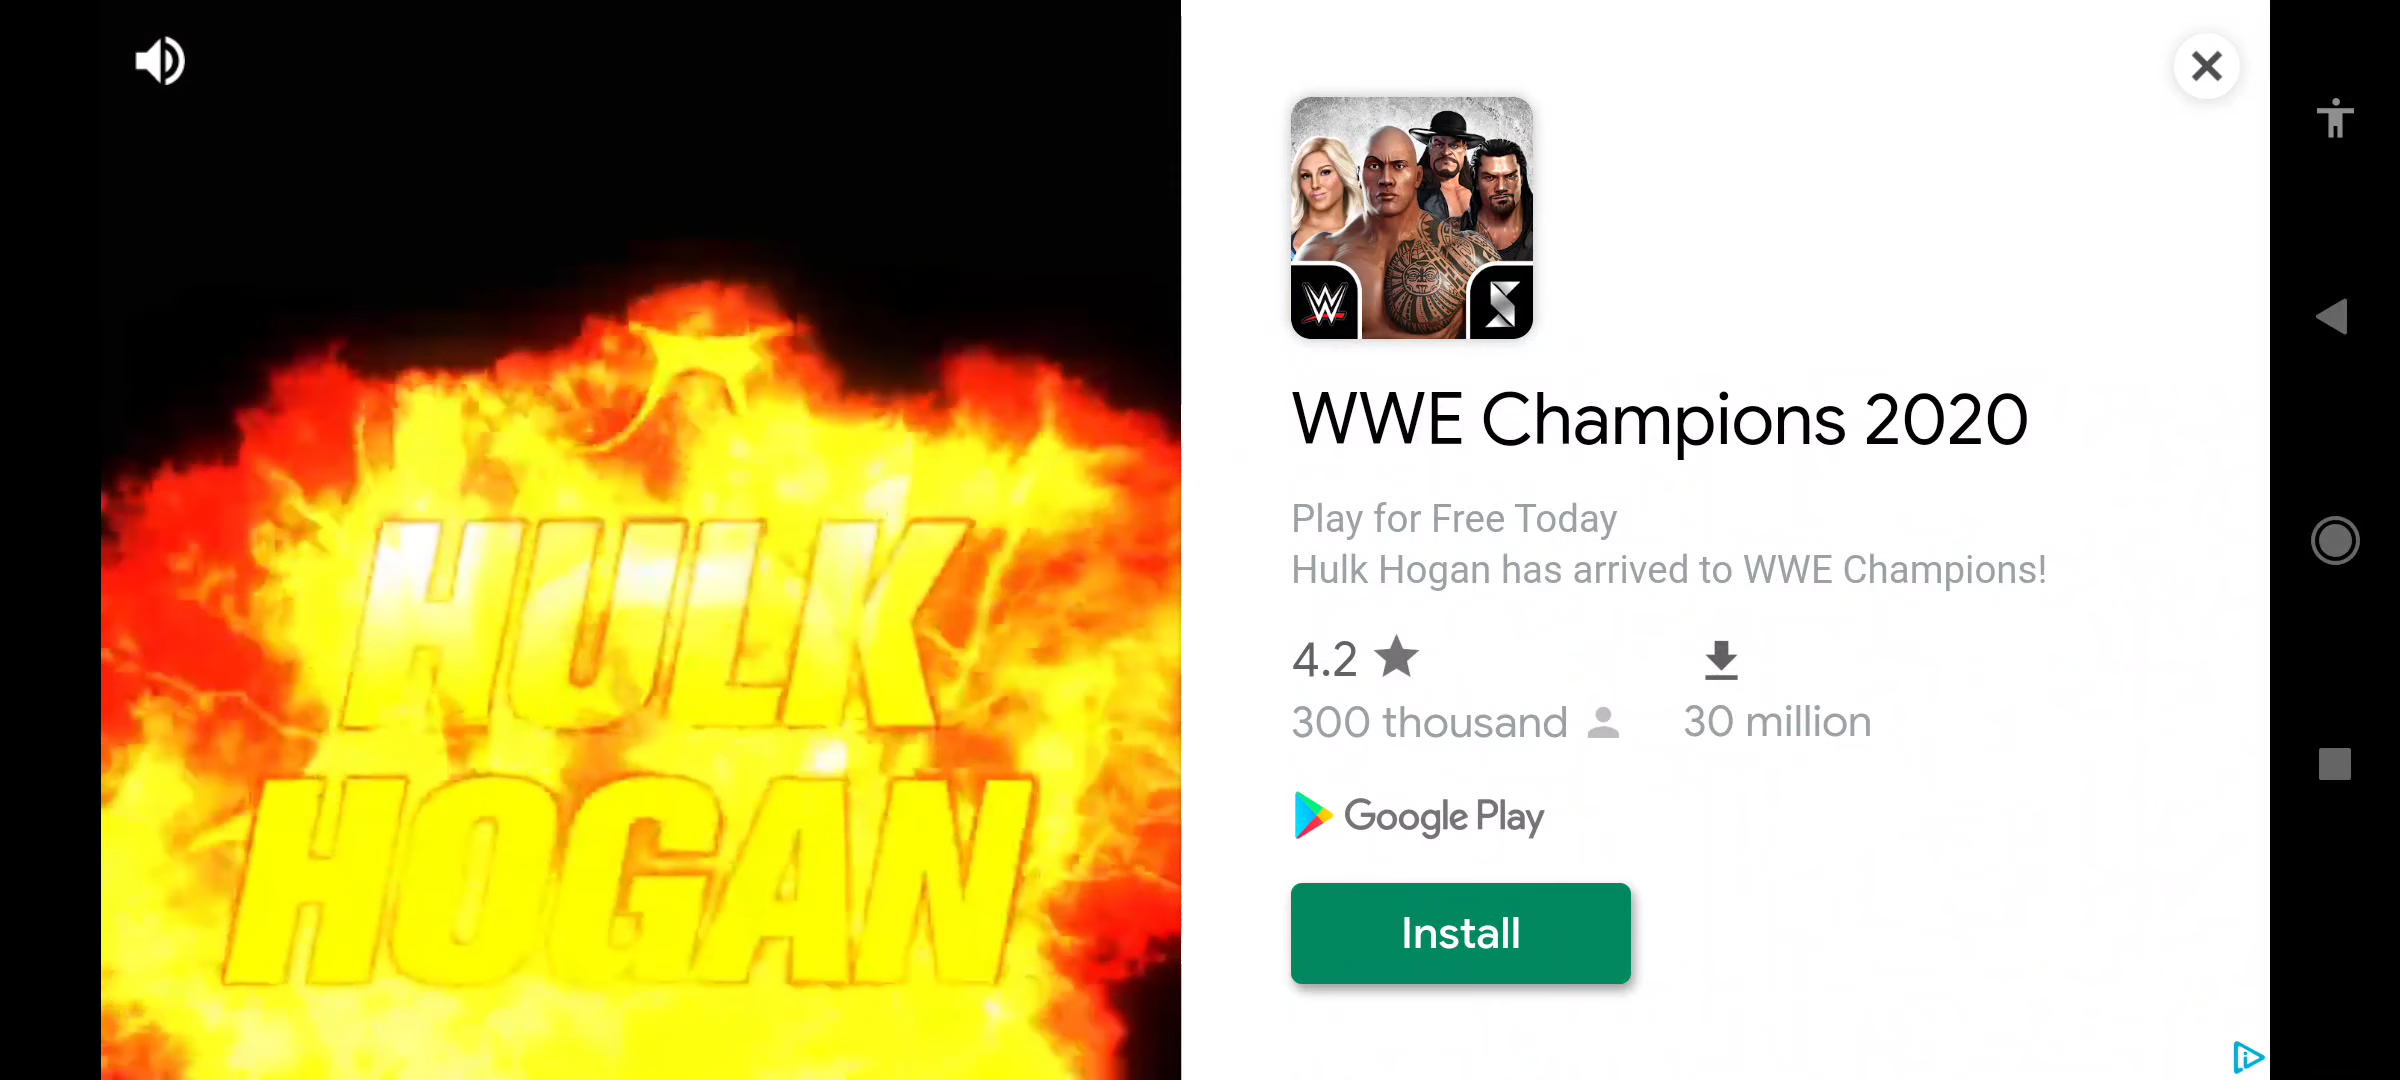 HULK
HOGAN
W
WWE Champions 2020
Play for Free Today
Hulk Hogan has arrived to WWE Champions!
4.2
300 thousand
30 million
Google Play
Install